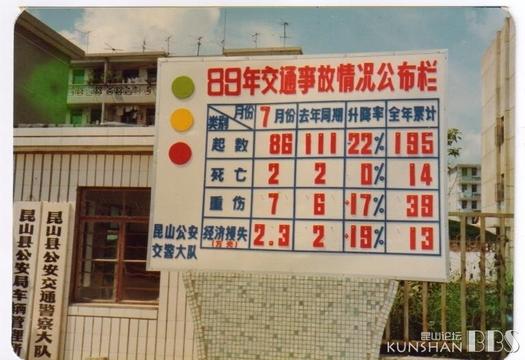 89年交通事故情况公布栏
月份 类别 7月份 去年同期 升降率 全年累计
起数 86 111 22% 195
死亡 2 2 0% 14
重伤 7 6 +17% 39
经济损失(万元) 2.3 2 +19% 13
昆山公安
交警大队
昆山县公安交通警察大队
昆山县公安局车辆管理所
昆山论坛
KUNSHAN BBS